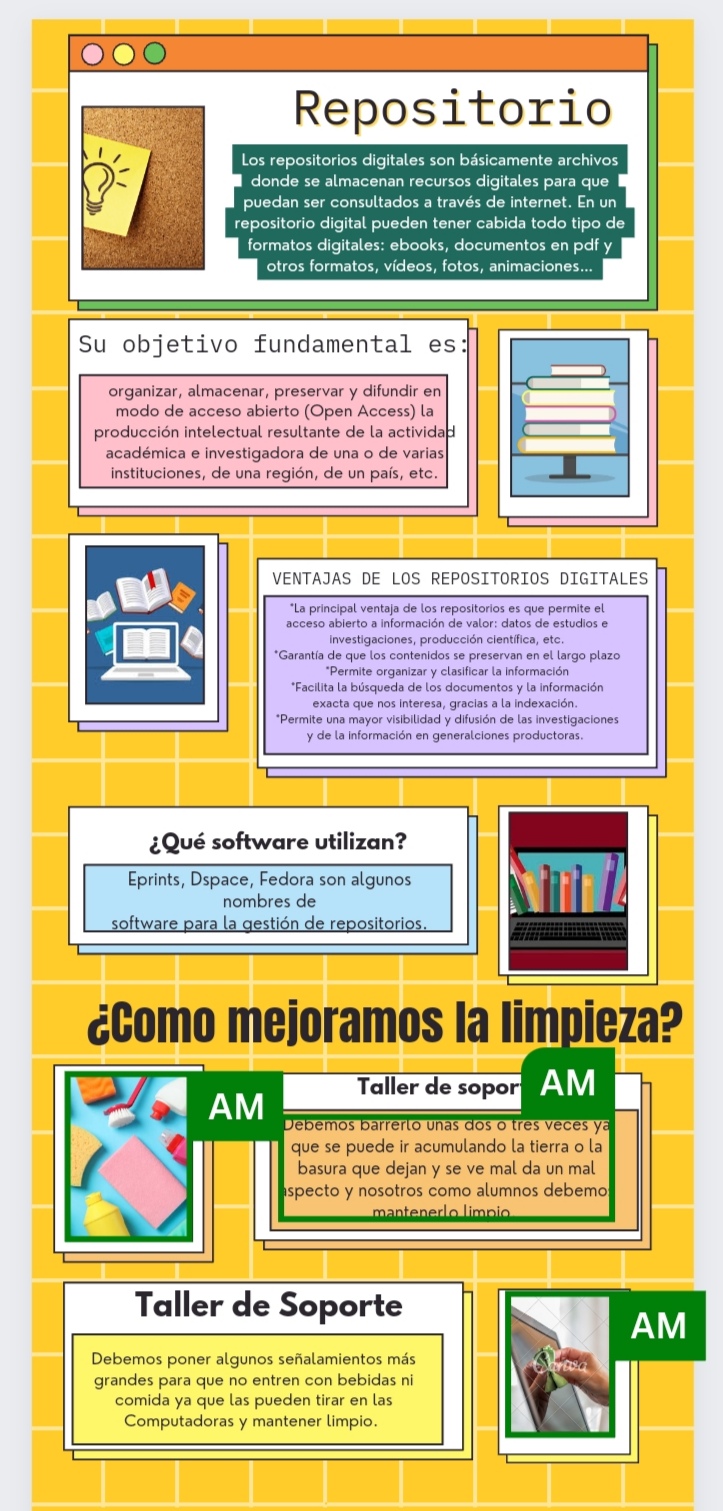 Repositorio
Los repositorios digitales son básicamente archivos
donde se almacenan recursos digitales para que
puedan ser consultados a través de internet. En un
repositorio digital pueden tener cabida todo tipo de
formatos digitales: ebooks, documentos en pdf y
otros formatos, vídeos, fotos, animaciones...
Su objetivo fundamental es:
organizar, almacenar, preservar y difundir en
modo de acceso abierto (Open Access) la
producción intelectual resultante de la actividad
académica e investigadora de una o de varias
instituciones, de una región, de un país, etc.
VENTAJAS DE LOS REPOSITORIOS DIGITALES
*La principal ventaja de los repositorios es que permite el
acceso abierto a información de valor: datos de estudios e
investigaciones, producción científica, etc.
*Garantía de que los contenidos se preservan en el largo plazo
*Permite organizar y clasificar la información
*Facilita la búsqueda de los documentos y la información
exacta que nos interesa, gracias a la indexación.
*Permite una mayor visibilidad y difusión de las investigaciones
y de la información en generalciones productoras.
¿Qué software utilizan?
Eprints, Dspace, Fedora son algunos
nombres de
software para la gestión de repositorios.
¿Como mejoramos la limpieza?
AM
Taller de sopor
AM
Debemos barrerlo unas dos o tres veces ya
que se puede ir acumulando la tierra o la
basura que dejan y se ve mal da un mal
aspecto y nosotros como alumnos debemos
mantenerlo limpio
Taller de Soporte
Debemos poner algunos señalamientos más
grandes para que no entren con bebidas ni
comida ya que las pueden tirar en las
Computadoras y mantener limpio.
AM
Canva